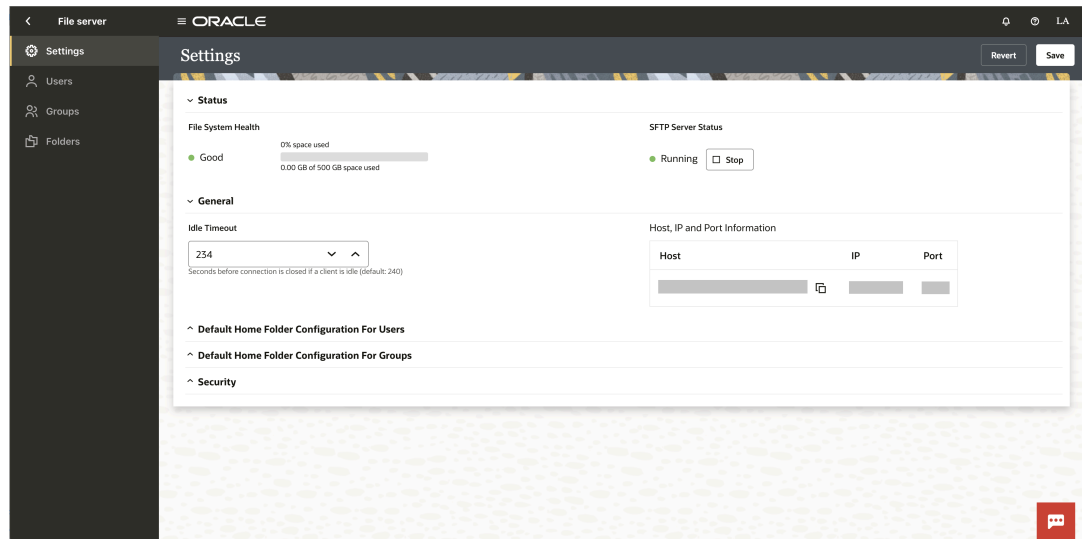 File server
ORACLE
LA
Settings
Users
Groups
Folders
Settings
Revert
Save
Status
File System Health
Good
0% space used
0.00 GB of 500 GB space used
SFTP Server Status
Running
Stop
General
Idle Timeout
234
Seconds before connection is closed if a client is idle (default: 240)
Host, IP and Port Information
Host IP Port
Default Home Folder Configuration For Users
Default Home Folder Configuration For Groups
Security